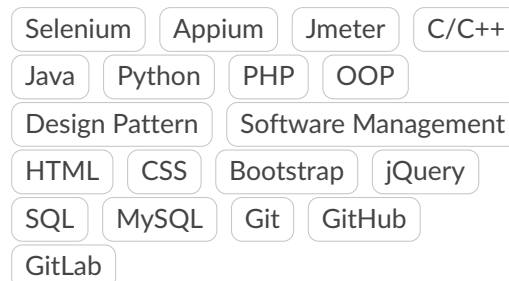 Selenium Appium Jmeter C/C++
Java Python PHP OOP
Design Pattern Software Management
HTML CSS Bootstrap jQuery
SQL MySQL Git GitHub
GitLab